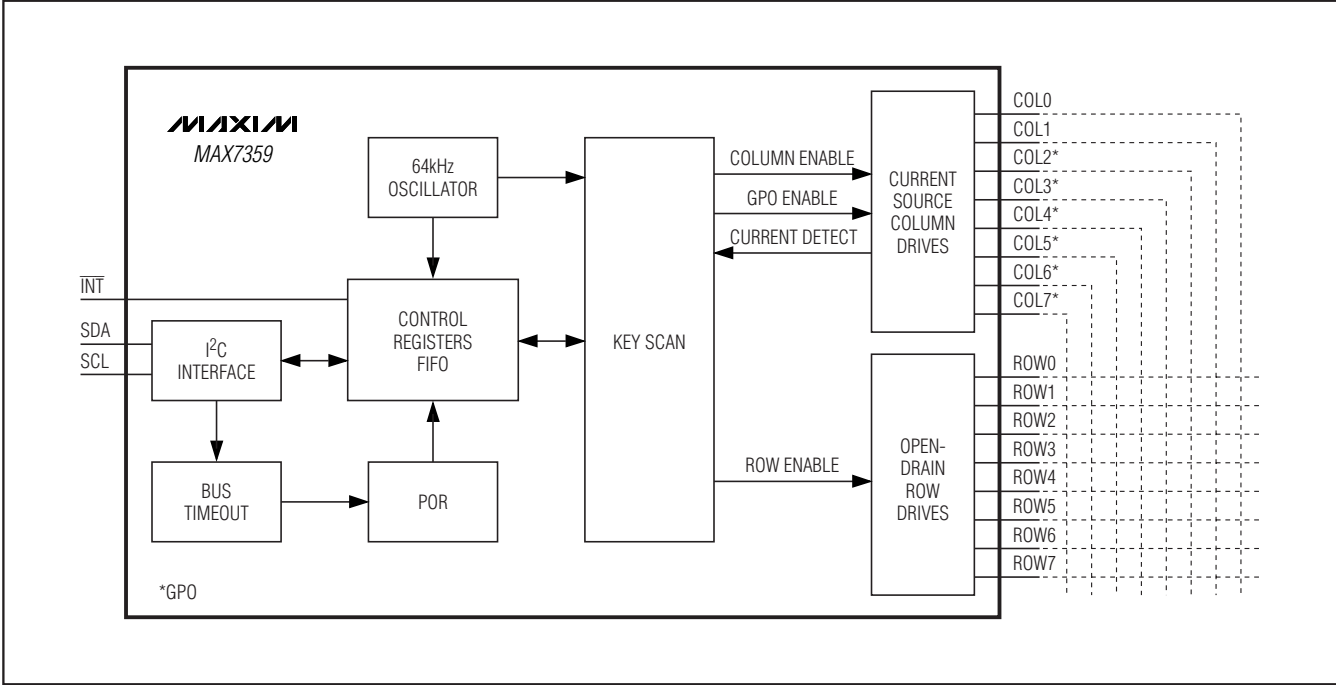 MAXIM
MAX7359
64kHz
OSCILLATOR
INT
SDA
SCL
I²C
INTERFACE
CONTROL
REGISTERS
FIFO
BUS
TIMEOUT
POR
KEY SCAN
COLUMN ENABLE
GPO ENABLE
CURRENT DETECT
ROW ENABLE
CURRENT
SOURCE
COLUMN
DRIVES
OPEN-
DRAIN
ROW
DRIVES
COL0
COL1
COL2*
COL3*
COL4*
COL5*
COL6*
COL7*
ROW0
ROW1
ROW2
ROW3
ROW4
ROW5
ROW6
ROW7
*GPO